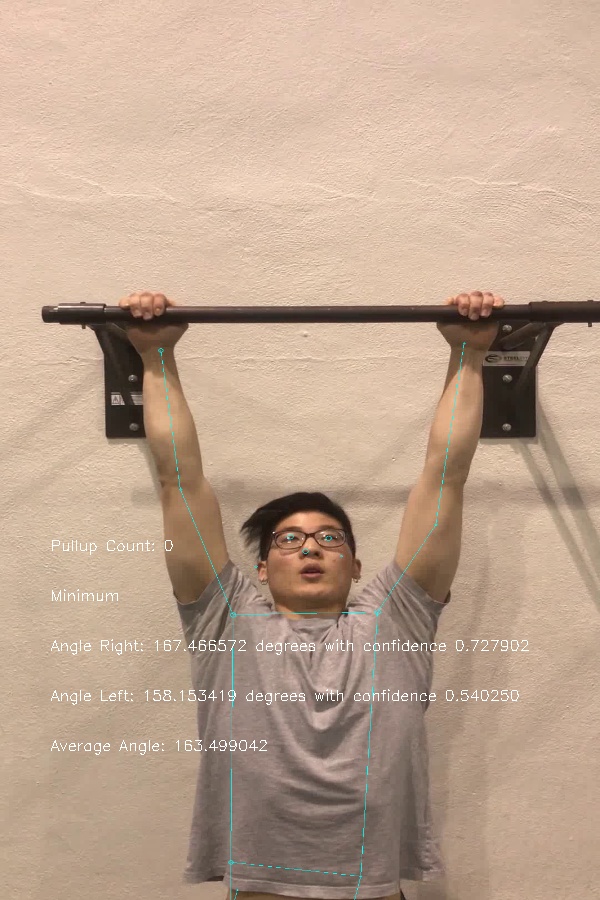 Pullup Count: 0
Minimum
Angle Right: 167.466572 degrees with confidence 0.727902
Angle Left: 158.153419 degrees with confidence 0.540250
Average Angle: 163.499042